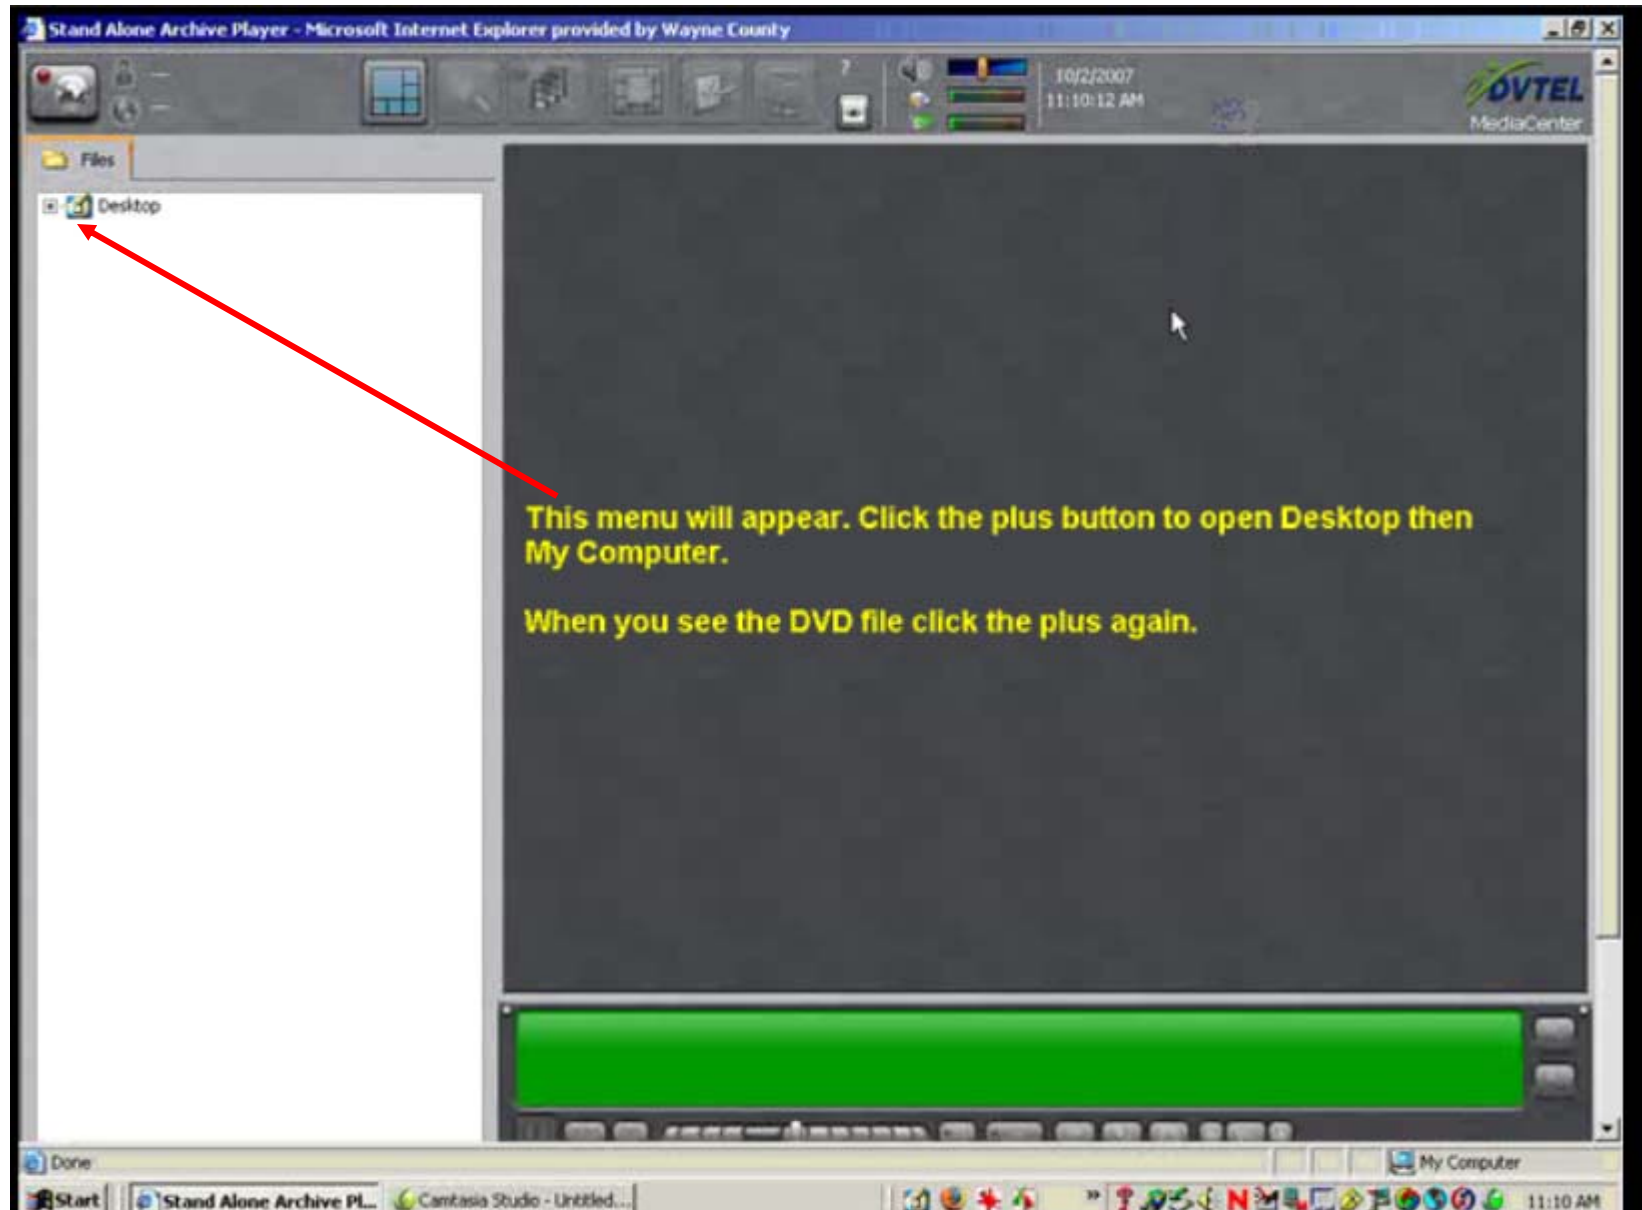 Stand Alone Archive Player - Microsoft Internet Explorer provided by Wayne County
?
10/2/2007
11:10:12 AM
OVTEL
MediaCenter
Files
Desktop
This menu will appear. Click the plus button to open Desktop then
My Computer.
When you see the DVD file click the plus again.
Done
My Computer
Start
Stand Alone Archive Pl...
Camtasia Studio - Untitled...
»
11:10 AM